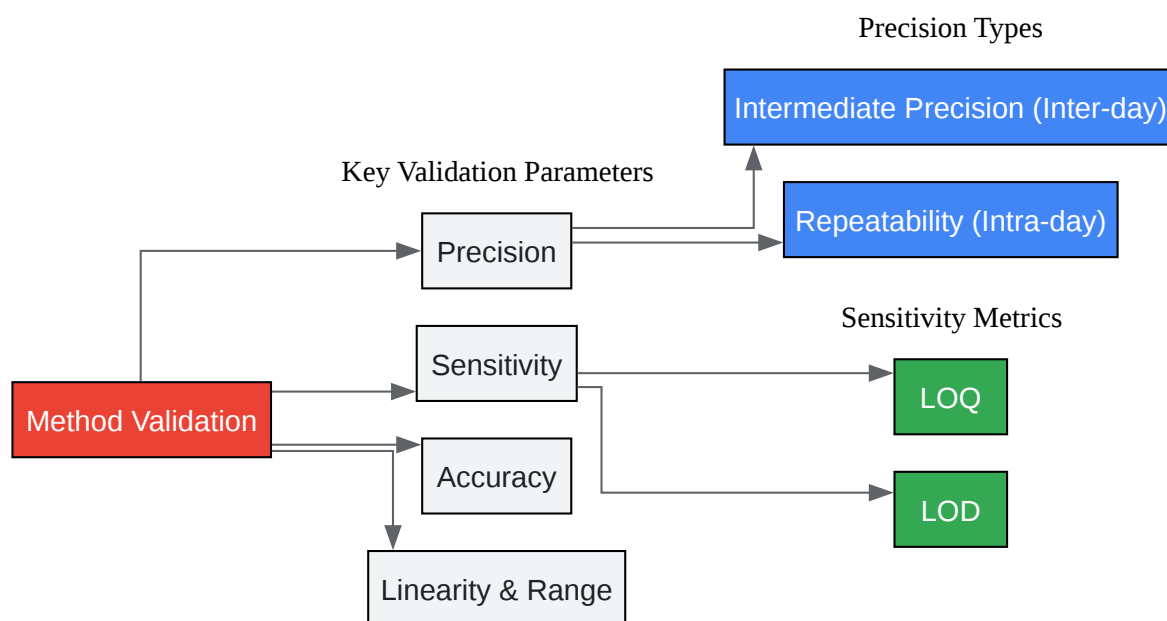 Precision Types
Intermediate Precision (Inter-day)
Key Validation Parameters
Repeatability (Intra-day)
Precision
Sensitivity Metrics
Sensitivity
LOQ
Method Validation
Accuracy
LOD
Linearity & Range